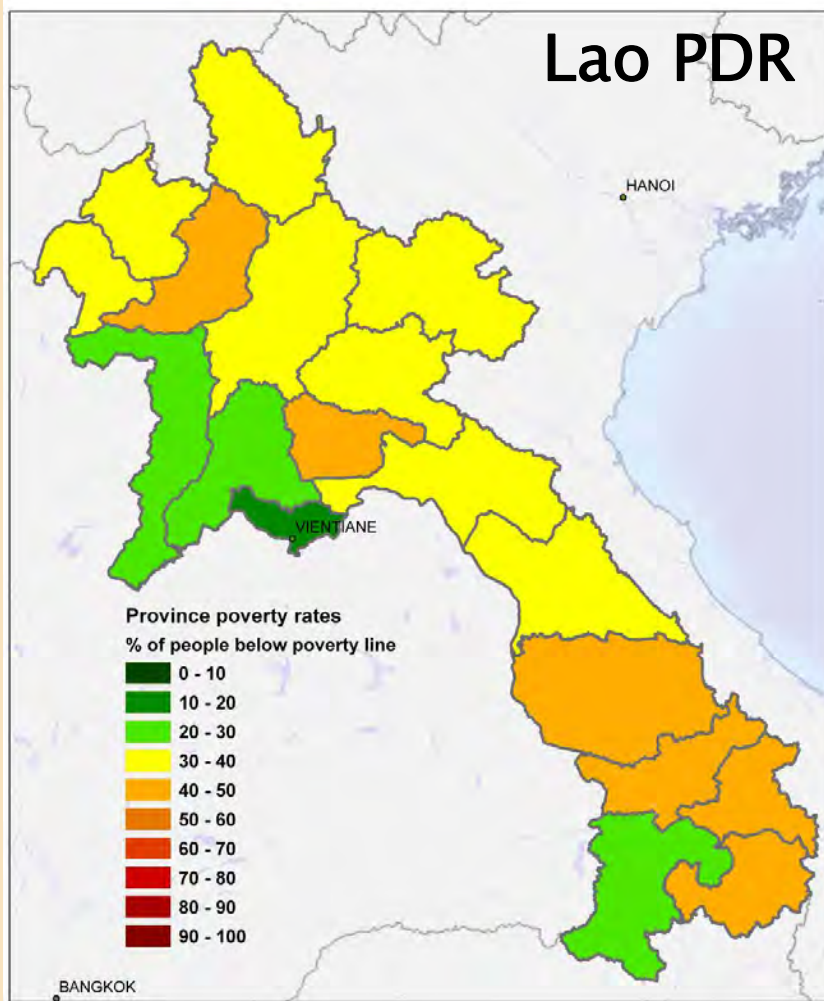 Lao PDR
HANOI
VIENTIANE
Province poverty rates
% of people below poverty line
0 - 10
10 - 20
20 - 30
30 - 40
40 - 50
50 - 60
60 - 70
70 - 80
80 - 90
90 - 100
BANGKOK